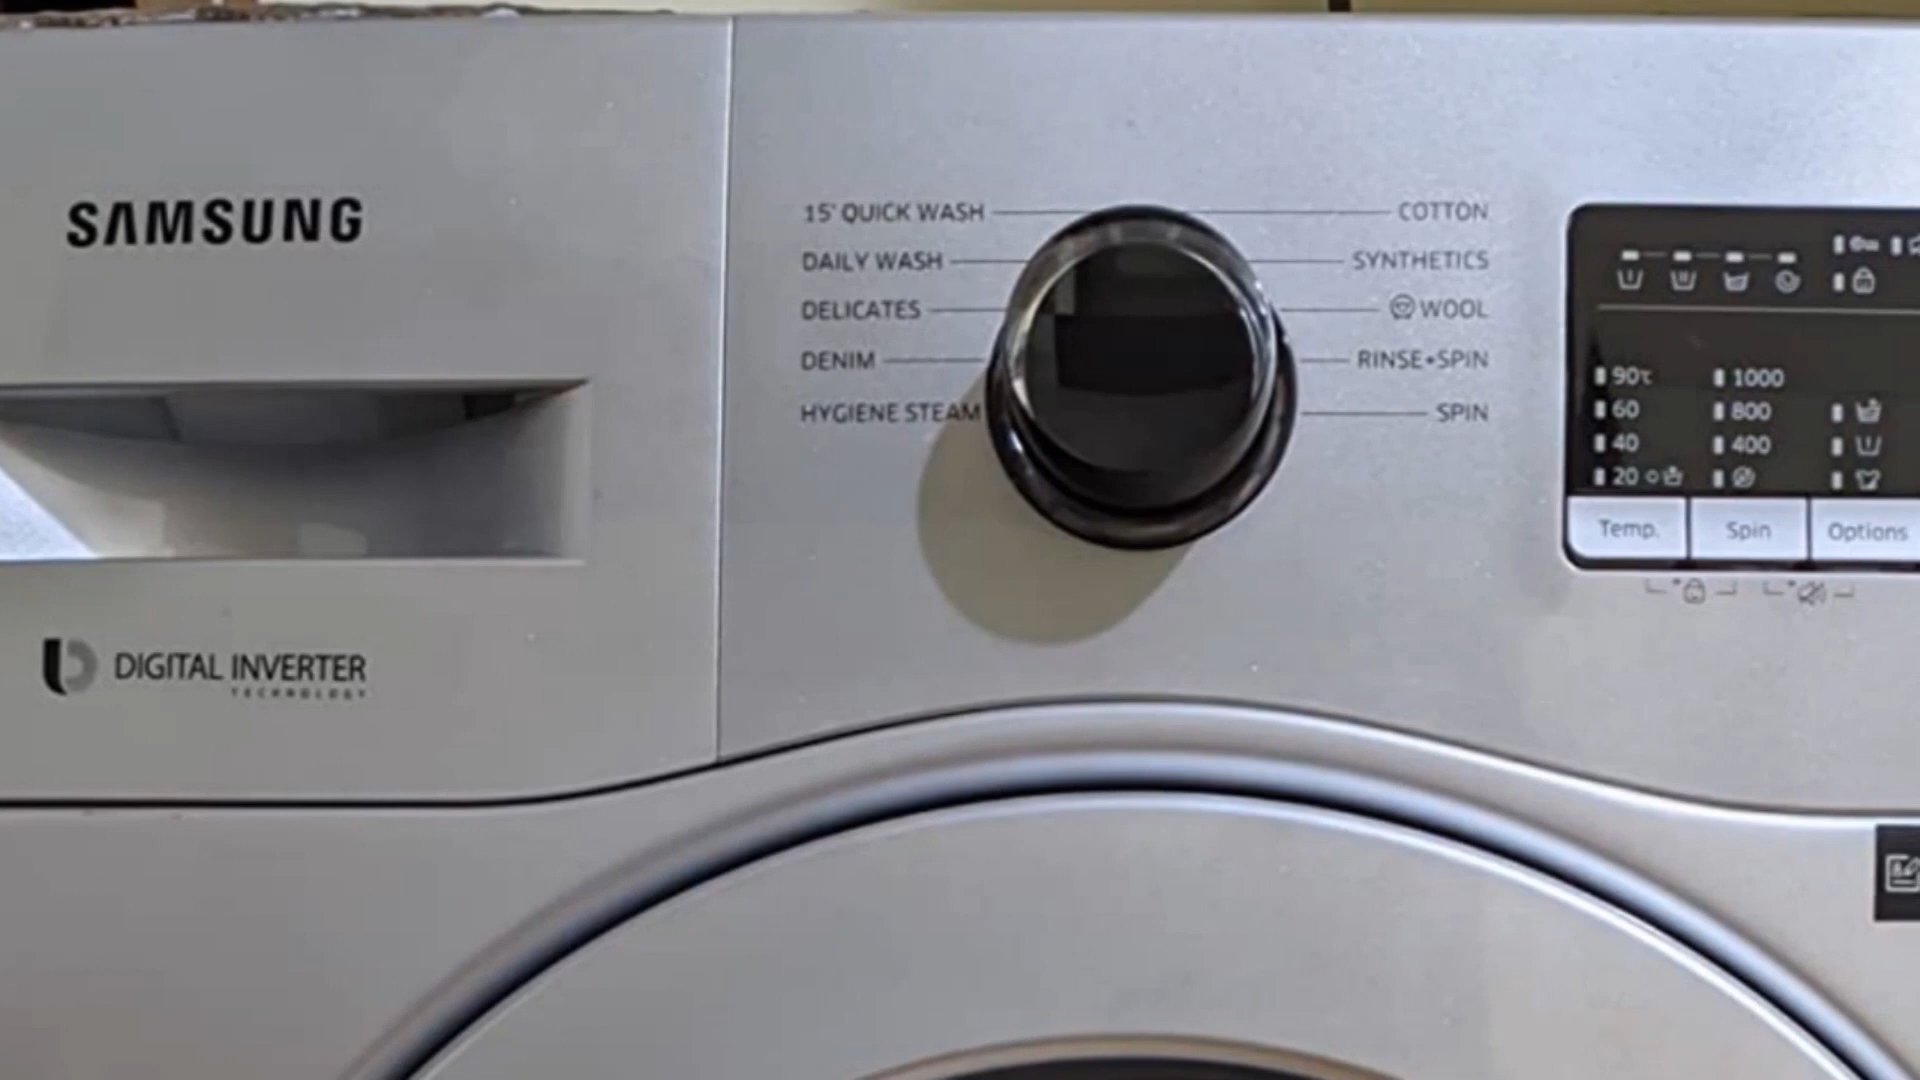 SAMSUNG
DIGITAL INVERTER
TECHNOLOGY
15' QUICK WASH
DAILY WASH
DELICATES
DENIM
HYGIENE STEAM
COTTON
SYNTHETICS
WOOL
RINSE+SPIN
SPIN
90℃ 1000
60 800
40 400
20
Temp. Spin Options